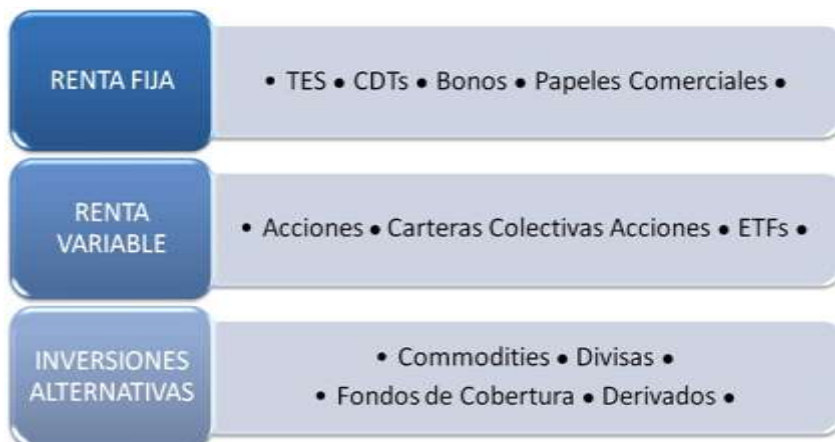 RENTA FIJA
• TES • CDTs • Bonos • Papeles Comerciales •
RENTA
VARIABLE
• Acciones • Carteras Colectivas Acciones • ETFs •
INVERSIONES
ALTERNATIVAS
• Commodities • Divisas •
• Fondos de Cobertura • Derivados •